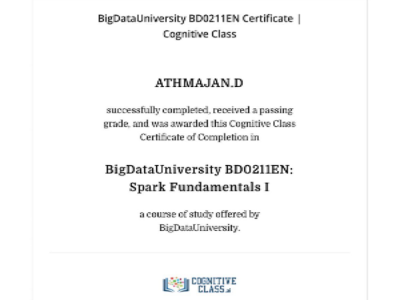 BigDataUniversity BD0211EN Certificate |
Cognitive Class
ATHMAJAN.D
successfully completed, received a passing
grade, and was awarded this Cognitive Class
Certificate of Completion in
BigDataUniversity BD0211EN:
Spark Fundamentals I
a course of study offered by
BigDataUniversity.
COGNITIVE
CLASS.ai